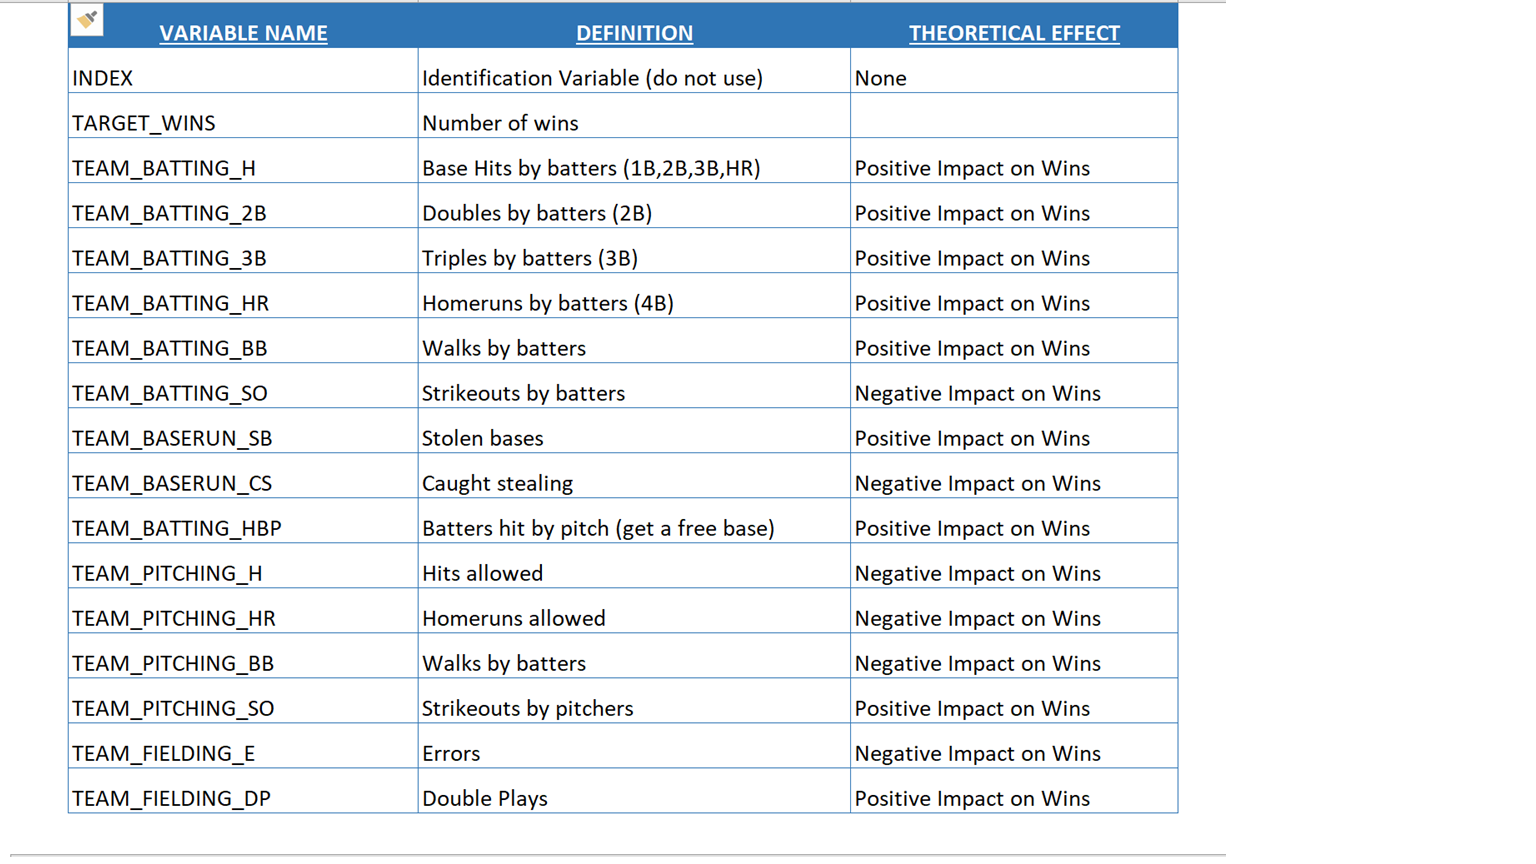 VARIABLE NAME DEFINITION THEORETICAL EFFECT
INDEX Identification Variable (do not use) None
TARGET_WINS Number of wins
TEAM_BATTING_H Base Hits by batters (1B,2B,3B,HR) Positive Impact on Wins
TEAM_BATTING_2B Doubles by batters (2B) Positive Impact on Wins
TEAM_BATTING_3B Triples by batters (3B) Positive Impact on Wins
TEAM_BATTING_HR Homeruns by batters (4B) Positive Impact on Wins
TEAM_BATTING_BB Walks by batters Positive Impact on Wins
TEAM_BATTING_SO Strikeouts by batters Negative Impact on Wins
TEAM_BASERUN_SB Stolen bases Positive Impact on Wins
TEAM_BASERUN_CS Caught stealing Negative Impact on Wins
TEAM_BATTING_HBP Batters hit by pitch (get a free base) Positive Impact on Wins
TEAM_PITCHING_H Hits allowed Negative Impact on Wins
TEAM_PITCHING_HR Homeruns allowed Negative Impact on Wins
TEAM_PITCHING_BB Walks by batters Negative Impact on Wins
TEAM_PITCHING_SO Strikeouts by pitchers Positive Impact on Wins
TEAM_FIELDING_E Errors Negative Impact on Wins
TEAM_FIELDING_DP Double Plays Positive Impact on Wins